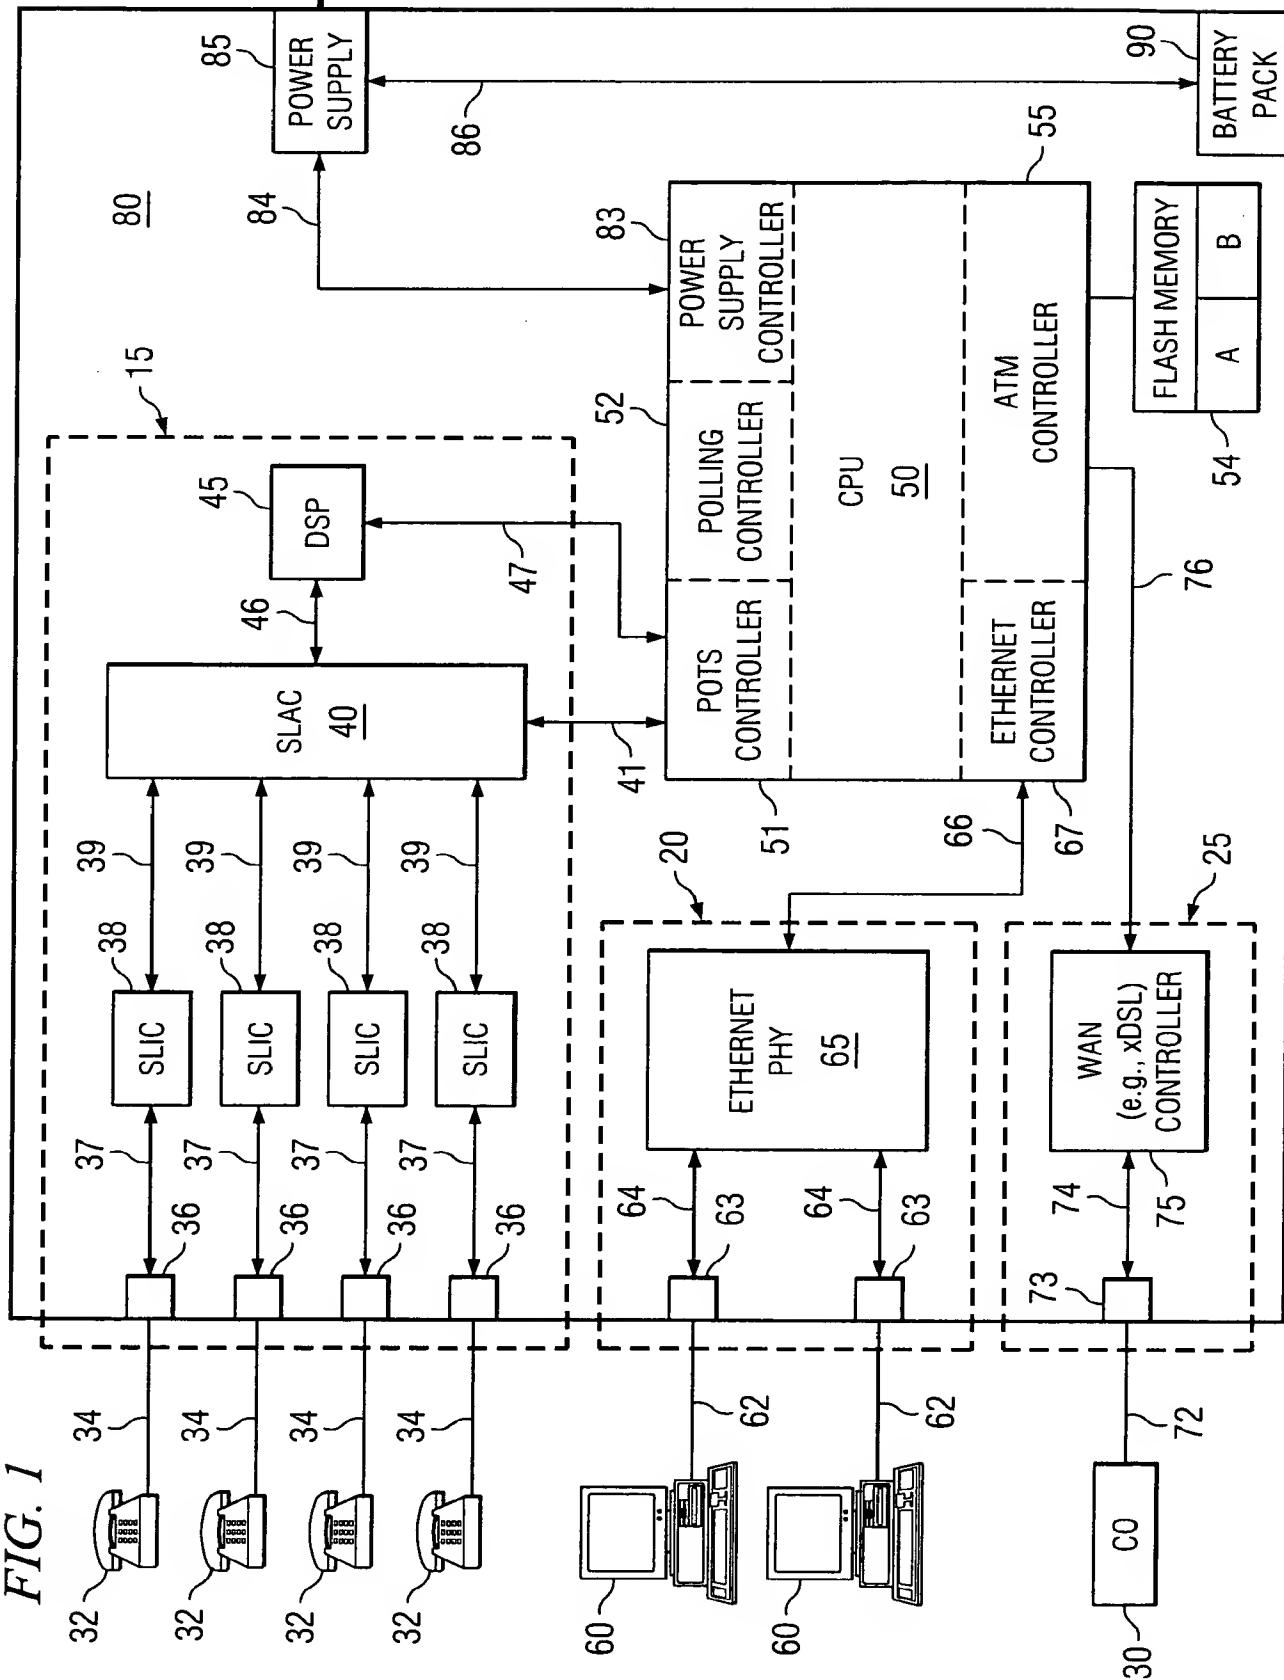 FIG. 1
32
34
36
37
SLIC
38
39
32
34
36
37
SLIC
38
39
32
34
36
37
SLIC
38
39
32
34
36
37
SLIC
38
39
SLAC
40
46
DSP
45
15
80
84
POWER
SUPPLY
85
86
BATTERY
PACK
90
41
47
POTS
CONTROLLER
51
POLLING
CONTROLLER
52
POWER
SUPPLY
CONTROLLER
83
CPU
50
ETHERNET
CONTROLLER
67
ATM
CONTROLLER
55
FLASH MEMORY
A
B
54
60
62
63
64
60
62
63
64
ETHERNET
PHY
65
20
66
CO
30
72
73
74
WAN
(e.g., xDSL)
CONTROLLER
75
25
76